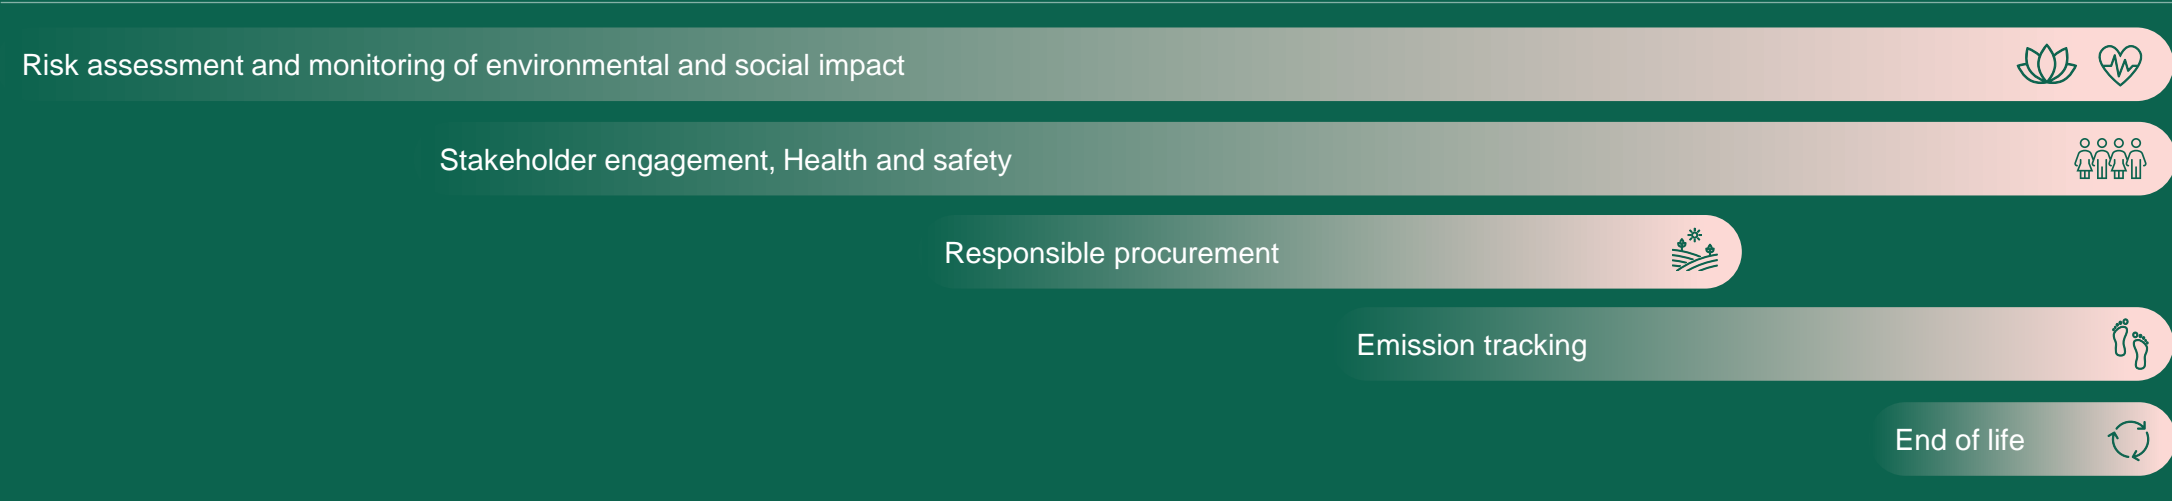 Risk assessment and monitoring of environmental and social impact
Stakeholder engagement, Health and safety
Responsible procurement
Emission tracking
End of life